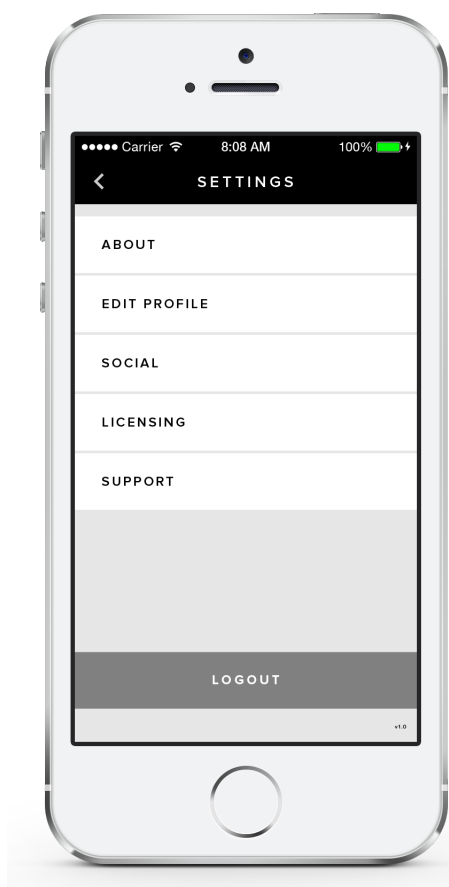 Carrier 8:08 AM 100%
SETTINGS
ABOUT
EDIT PROFILE
SOCIAL
LICENSING
SUPPORT
LOGOUT
v1.0